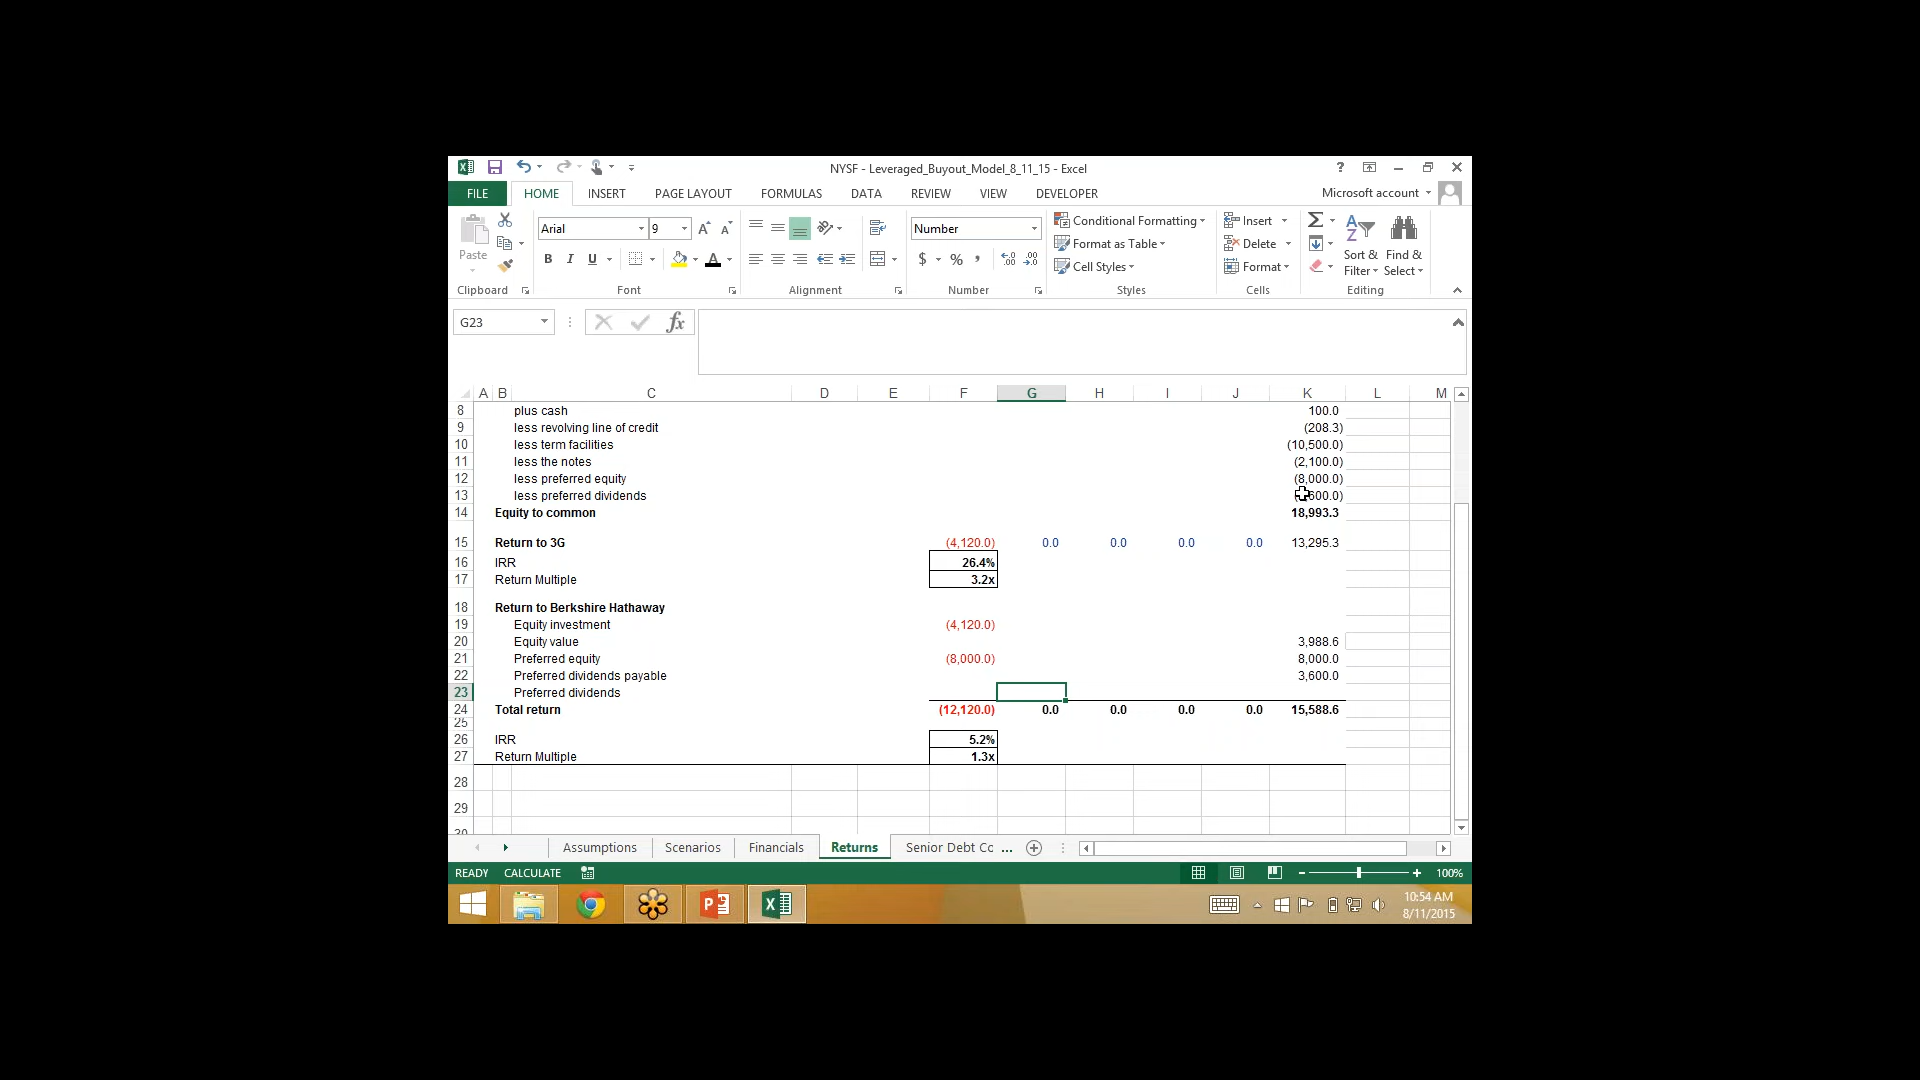 NYSF - Leveraged_Buyout_Model_8_11_15 - Excel
FILE HOME INSERT PAGE LAYOUT FORMULAS DATA REVIEW VIEW DEVELOPER Microsoft account
Paste
Arial 9
B I U A
Number
$ % ,
Conditional Formatting
Format as Table
Cell Styles
Insert
Delete
Format
Sort & Filter
Find & Select
Clipboard Font Alignment Number Styles Cells Editing
G23 fx
A B C D E F G H I J K L M
8 plus cash 100.0
9 less revolving line of credit (208.3)
10 less term facilities (10,500.0)
11 less the notes (2,100.0)
12 less preferred equity (8,000.0)
13 less preferred dividends 600.0)
14 Equity to common 18,993.3
15 Return to 3G (4,120.0) 0.0 0.0 0.0 0.0 13,295.3
16 IRR 26.4%
17 Return Multiple 3.2x
18 Return to Berkshire Hathaway
19 Equity investment (4,120.0)
20 Equity value 3,988.6
21 Preferred equity (8,000.0) 8,000.0
22 Preferred dividends payable 3,600.0
23 Preferred dividends
24 Total return (12,120.0) 0.0 0.0 0.0 0.0 15,588.6
25
26 IRR 5.2%
27 Return Multiple 1.3x
28
29
30
Assumptions Scenarios Financials Returns Senior Debt Co ...
READY CALCULATE 100%
10:54 AM
8/11/2015